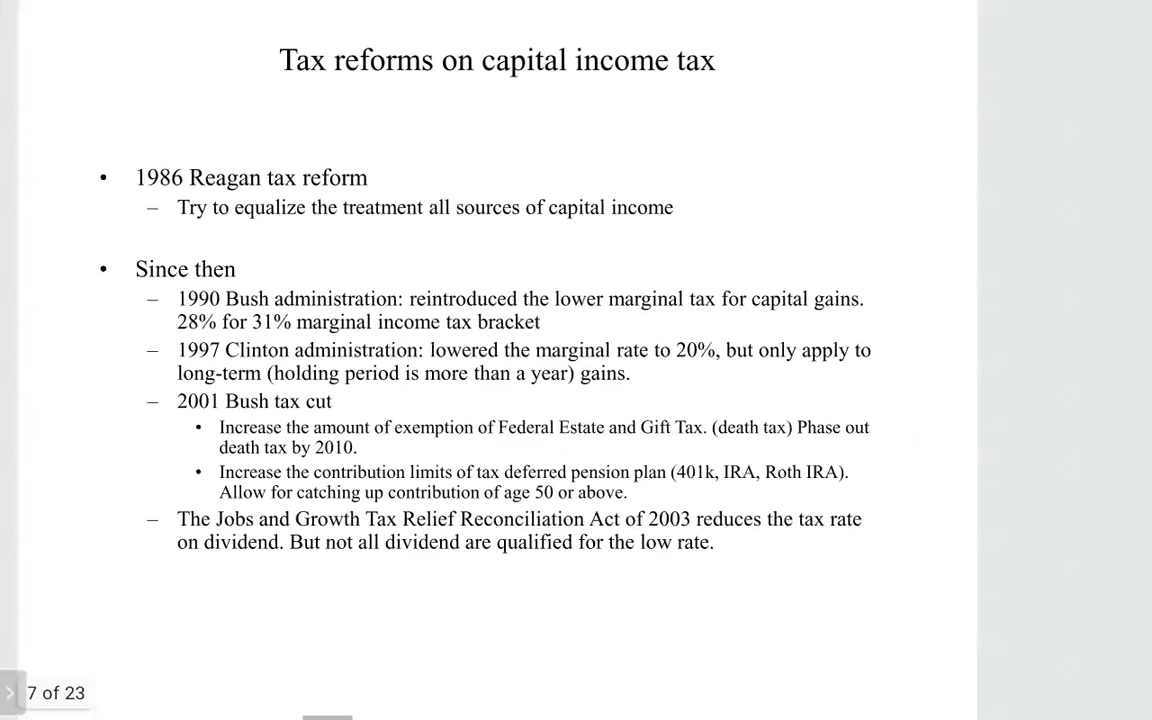 Tax reforms on capital income tax
• 1986 Reagan tax reform
– Try to equalize the treatment all sources of capital income
• Since then
– 1990 Bush administration: reintroduced the lower marginal tax for capital gains.
28% for 31% marginal income tax bracket
– 1997 Clinton administration: lowered the marginal rate to 20%, but only apply to
long-term (holding period is more than a year) gains.
– 2001 Bush tax cut
• Increase the amount of exemption of Federal Estate and Gift Tax. (death tax) Phase out
death tax by 2010.
• Increase the contribution limits of tax deferred pension plan (401k, IRA, Roth IRA).
Allow for catching up contribution of age 50 or above.
– The Jobs and Growth Tax Relief Reconciliation Act of 2003 reduces the tax rate
on dividend. But not all dividend are qualified for the low rate.
7 of 23